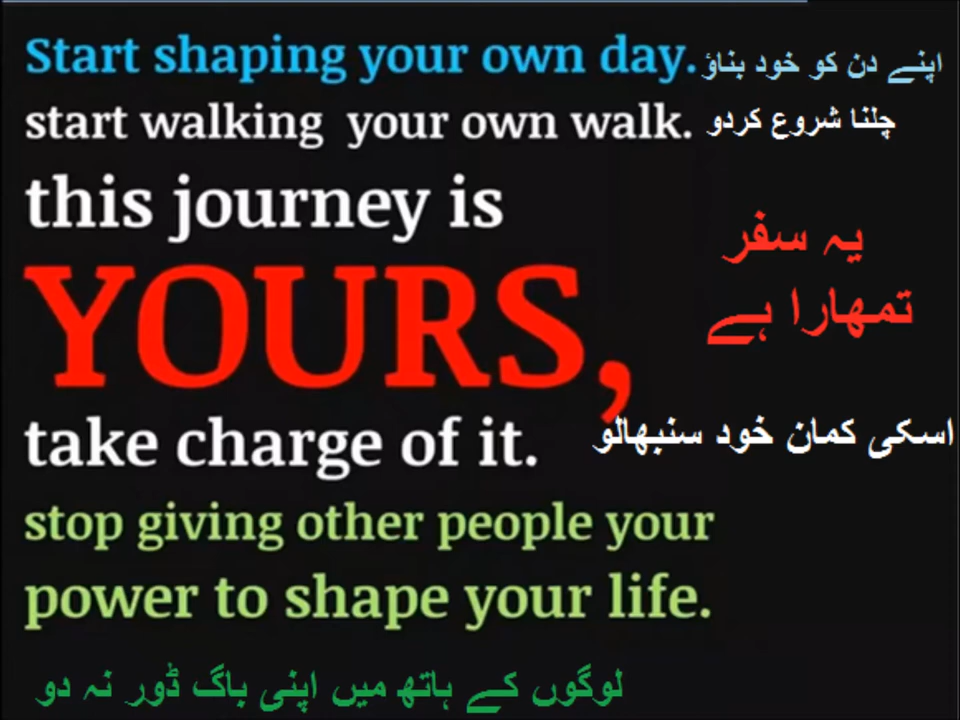 Start shaping your own day. اپنے دن کو خود بناؤ
start walking your own walk. چلنا شروع کردو
this journey is
یہ سفر
YOURS,
تمھارا ہے
take charge of it. اسکی کمان خود سنبھالو
stop giving other people your
power to shape your life.
لوگوں کے ہاتھ میں اپنی باگ ڈور نہ دو